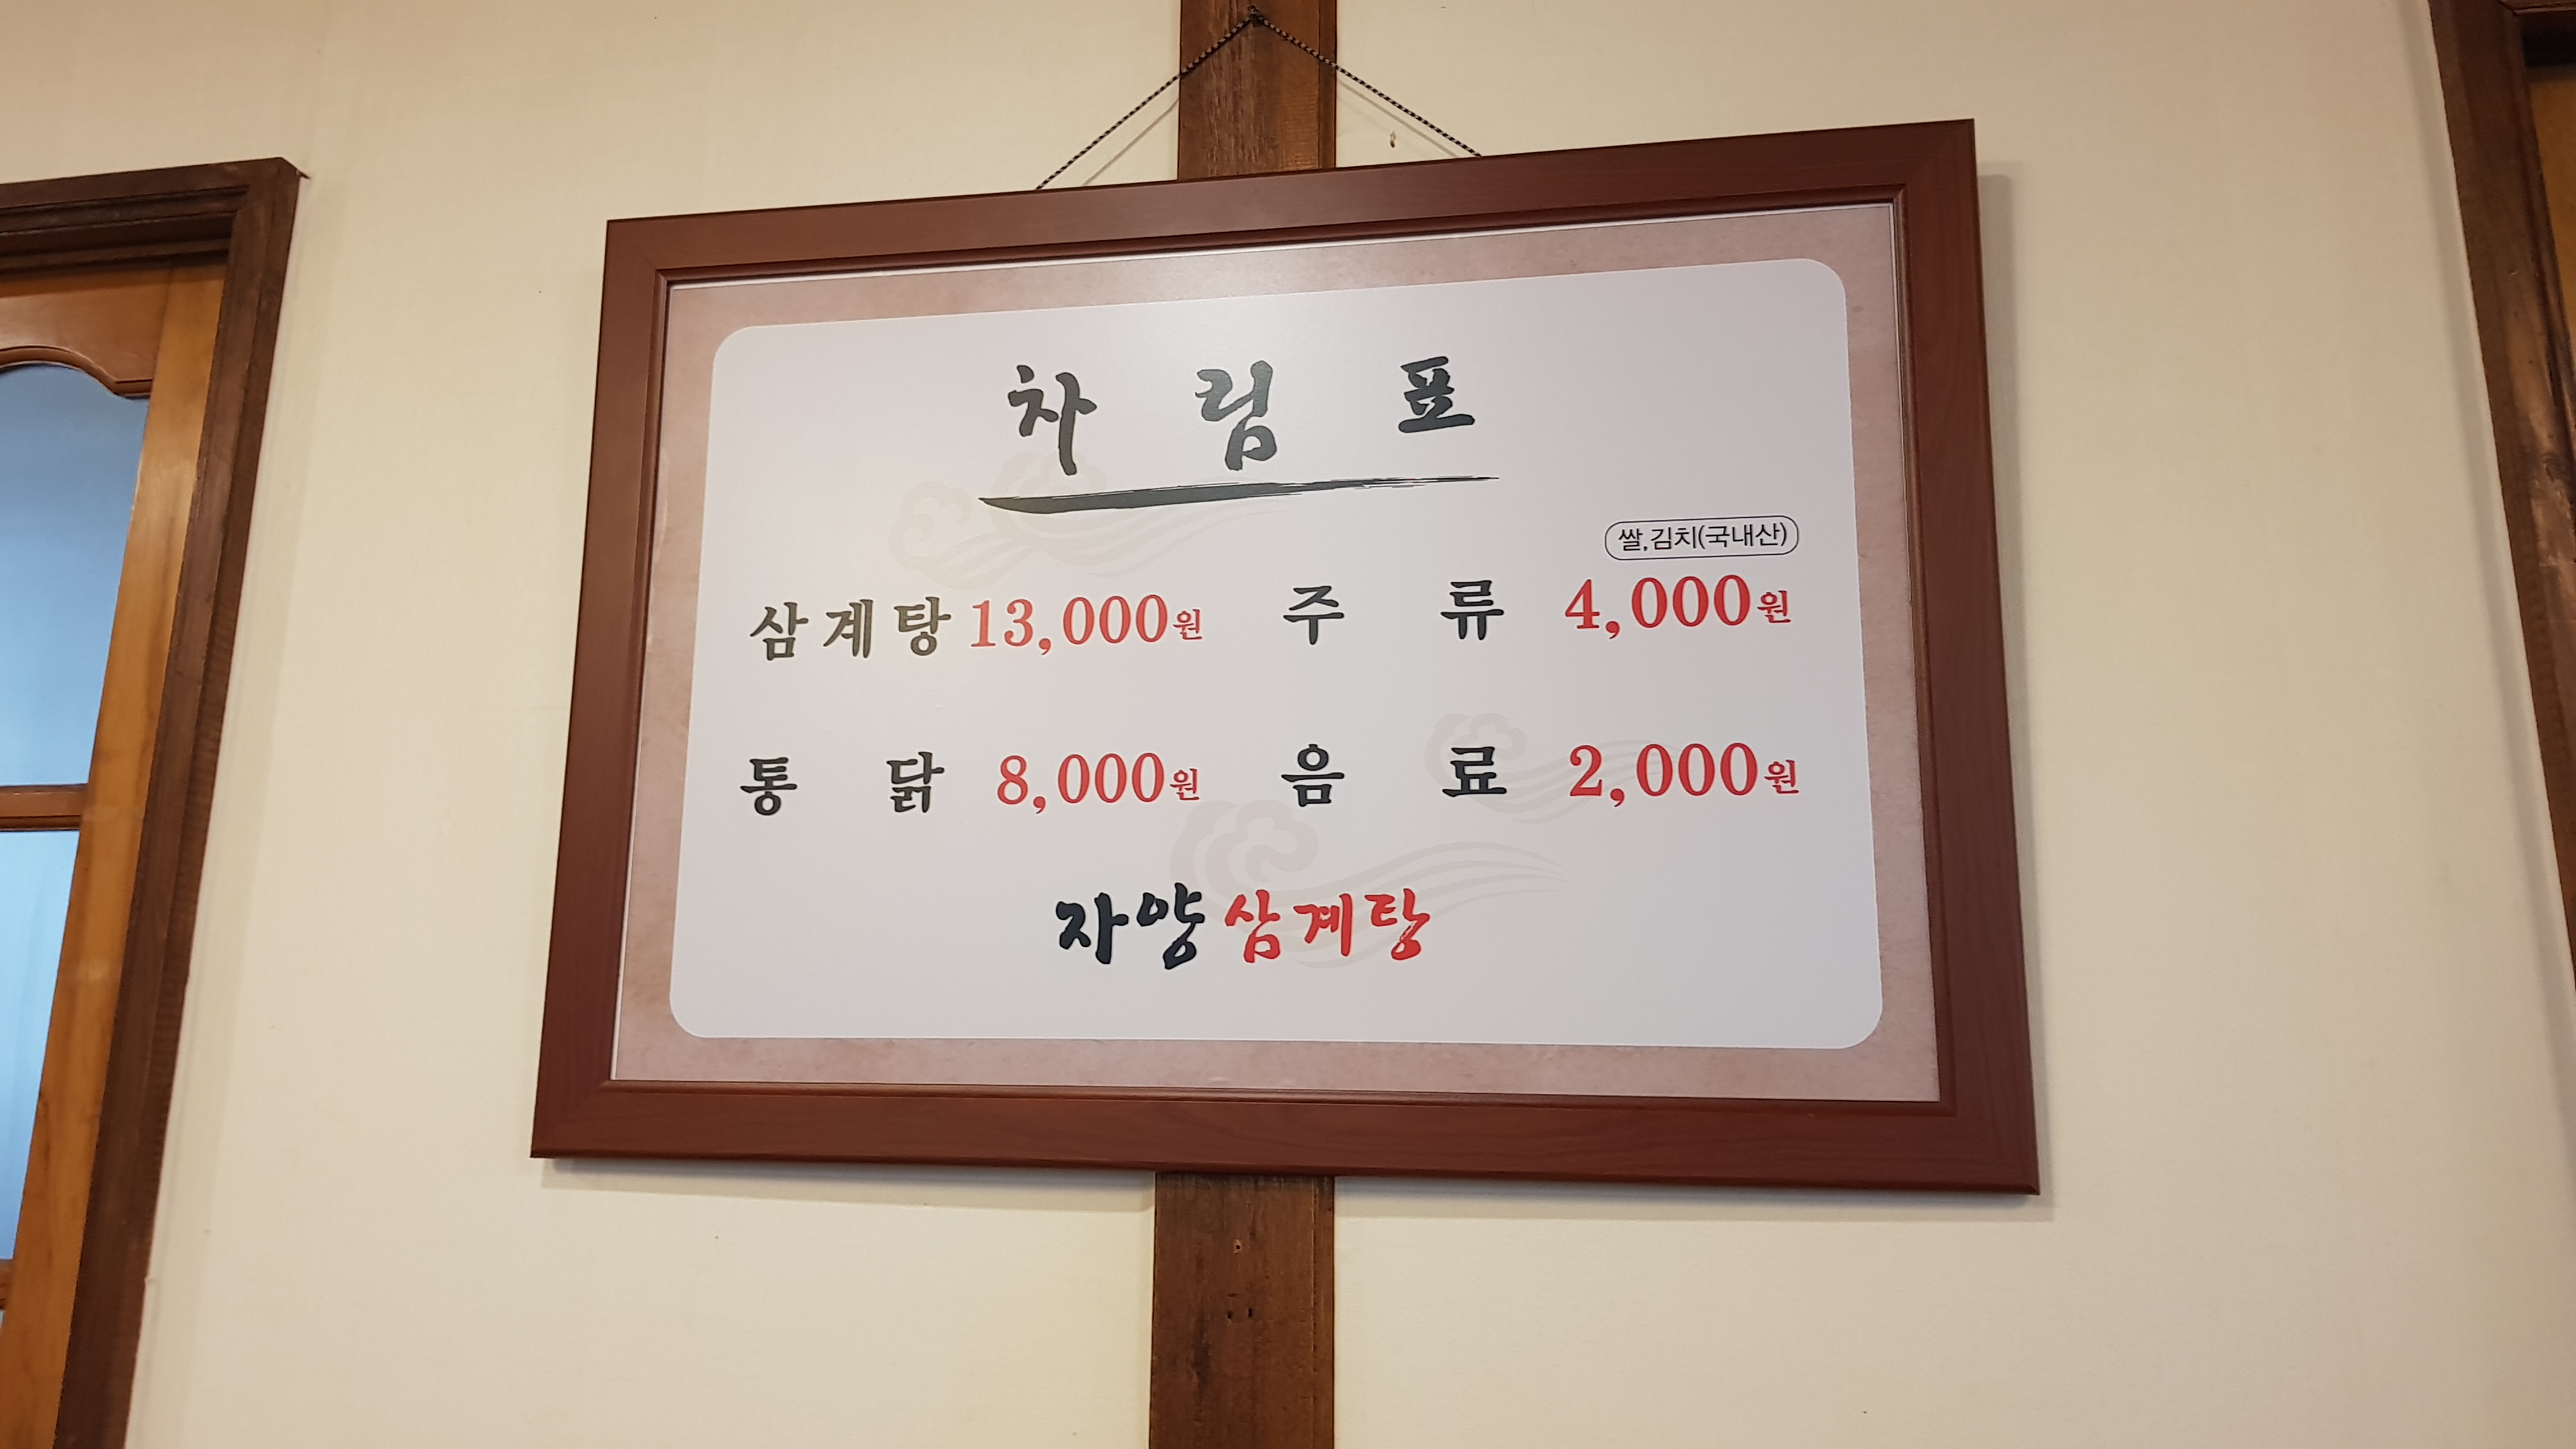 차림표
쌀,김치(국내산)
삼계탕 13,000원 주류 4,000원
통닭 8,000원 음료 2,000원
자양삼계탕